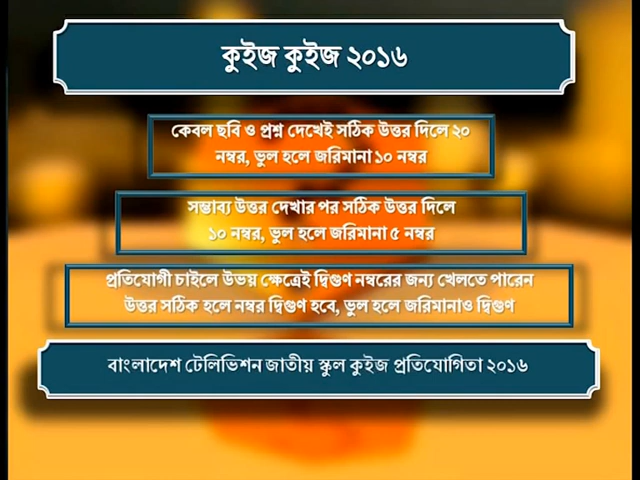 কুইজ কুইজ ২০১৬
কেবল ছবি ও প্রশ্ন দেখেই সঠিক উত্তর দিলে ২০
নম্বর, ভুল হলে জরিমানা ১০ নম্বর
সম্ভাব্য উত্তর দেখার পর সঠিক উত্তর দিলে
১০ নম্বর, ভুল হলে জরিমানা ৫ নম্বর
প্রতিযোগী চাইলে উভয় ক্ষেত্রেই দ্বিগুণ নম্বরের জন্য খেলতে পারেন
উত্তর সঠিক হলে নম্বর দ্বিগুণ হবে, ভুল হলে জরিমানাও দ্বিগুণ
বাংলাদেশ টেলিভিশন জাতীয় স্কুল কুইজ প্রতিযোগিতা ২০১৬